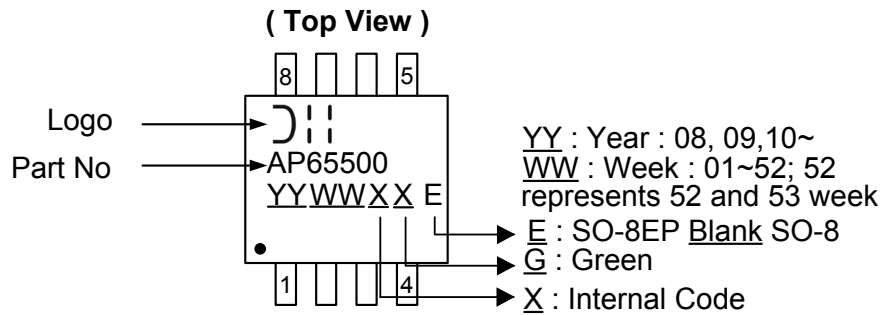 ( Top View )
8 5
Logo
Part No
AP65500
YYWWXX E
1 4
YY : Year : 08, 09,10~
WW : Week : 01~52; 52
represents 52 and 53 week
E : SO-8EP Blank SO-8
G : Green
X : Internal Code